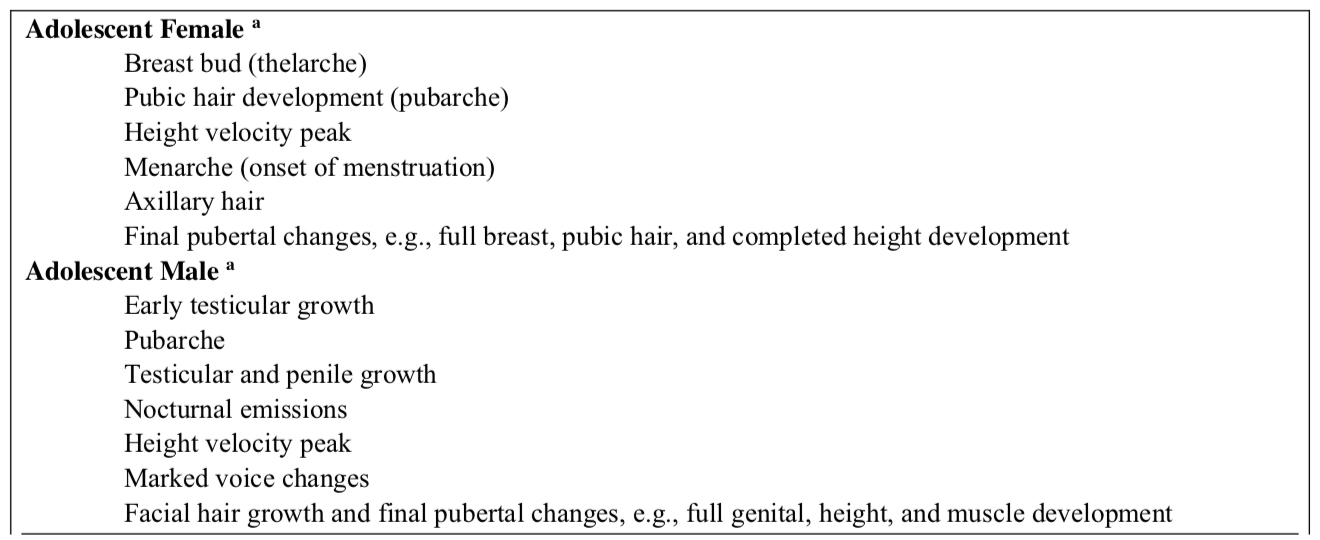 Adolescent Female ᵃ
Breast bud (thelarche)
Pubic hair development (pubarche)
Height velocity peak
Menarche (onset of menstruation)
Axillary hair
Final pubertal changes, e.g., full breast, pubic hair, and completed height development
Adolescent Male ᵃ
Early testicular growth
Pubarche
Testicular and penile growth
Nocturnal emissions
Height velocity peak
Marked voice changes
Facial hair growth and final pubertal changes, e.g., full genital, height, and muscle development